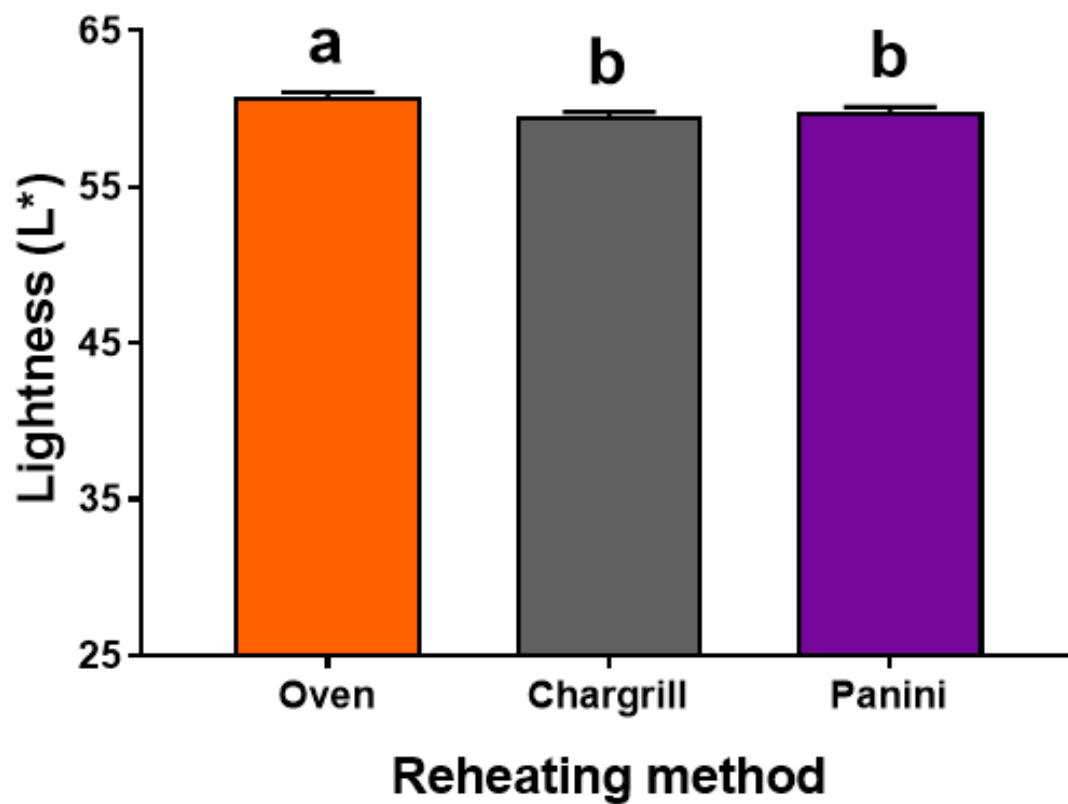 65
55
45
35
25
Lightness (L*)
a
b
b
Oven
Chargrill
Panini
Reheating method